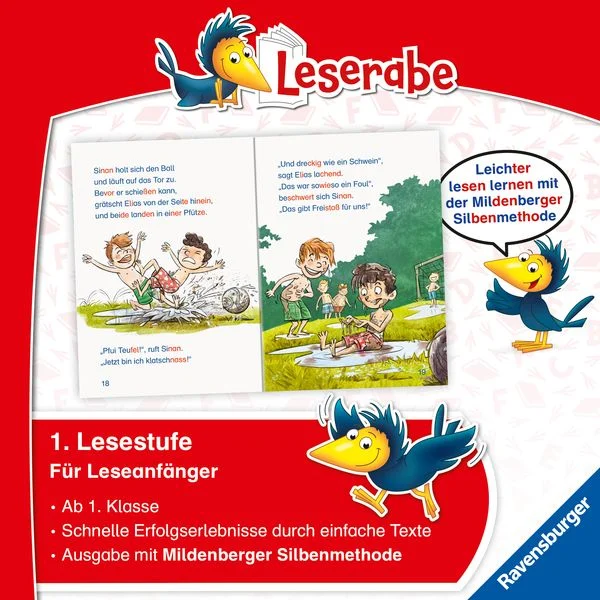 Leserabe
Sinan holt sich den Ball
und läuft auf das Tor zu.
Bevor er schießen kann,
grätscht Elias von der Seite hinein,
und beide landen in einer Pfütze.
„Pfui Teufel!“, ruft Sinan.
„Jetzt bin ich klatschnass!“
18
„Und dreckig wie ein Schwein“,
sagt Elias lachend.
„Das war sowieso ein Foul“,
beschwert sich Sinan.
„Das gibt Freistoß für uns!“
19
Leichter
lesen lernen mit
der Mildenberger
Silbenmethode
1. Lesestufe
Für Leseanfänger
• Ab 1. Klasse
• Schnelle Erfolgserlebnisse durch einfache Texte
• Ausgabe mit Mildenberger Silbenmethode
Ravensburger